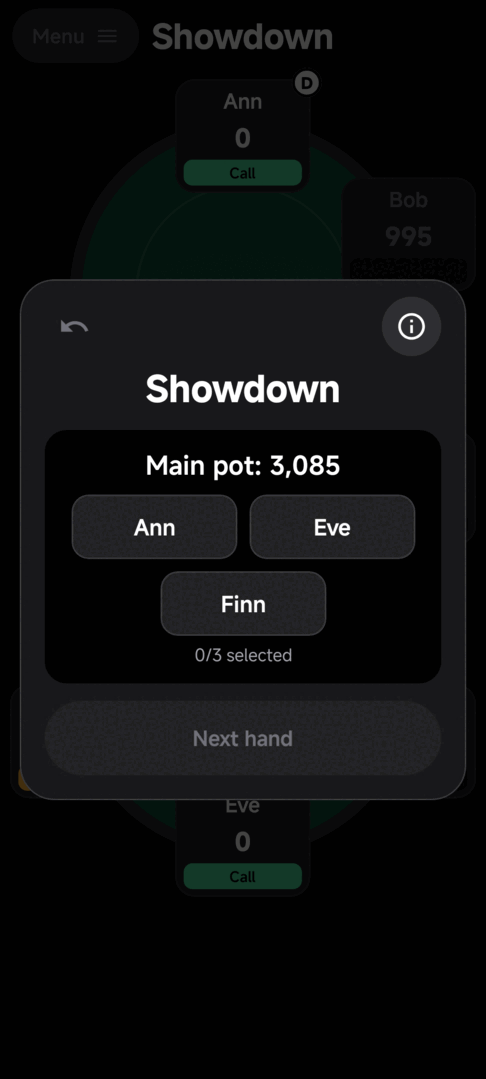 Menu
Showdown
D
Ann
0
Call
Bob
995
Showdown
Main pot: 3,085
Ann
Eve
Finn
0/3 selected
Next hand
Eve
0
Call